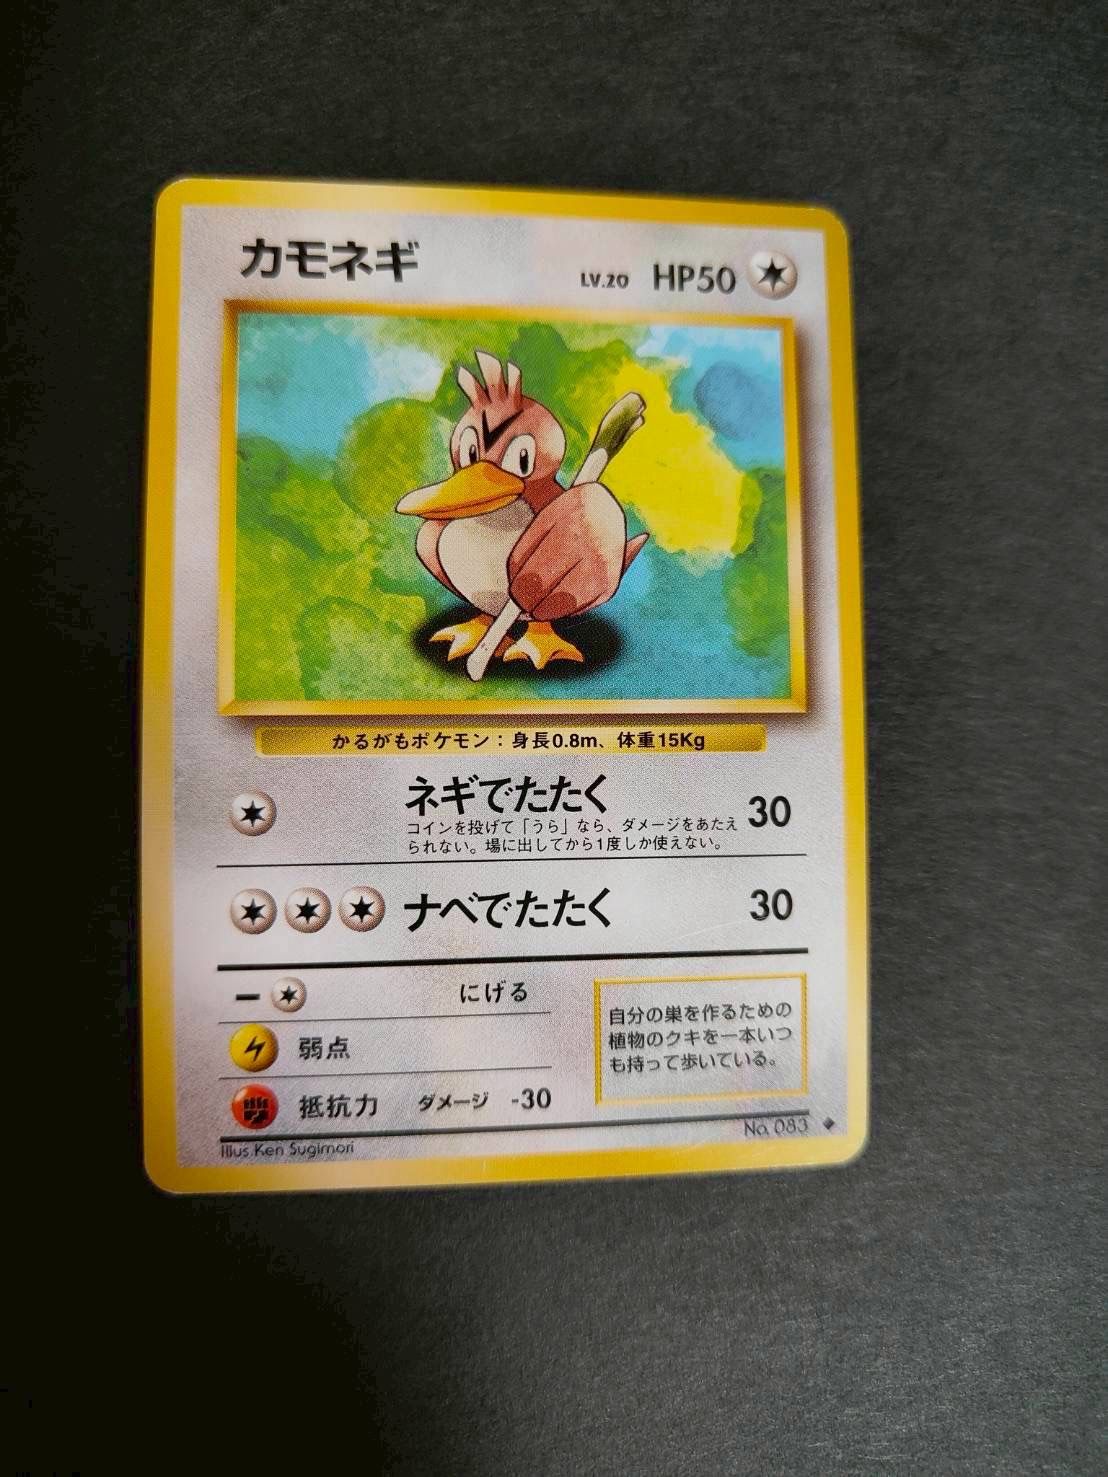 カモネギ
LV.20 HP50
かるがもポケモン：身長0.8m、体重15Kg
ネギでたたく 30
コインを投げて「うら」なら、ダメージをあたえ
られない。場に出してから1度しか使えない。
ナベでたたく 30
にげる
弱点
抵抗力 ダメージ -30
自分の巣を作るための
植物のクキを一本いつ
も持って歩いている。
Illus. Ken Sugimori
No. 083